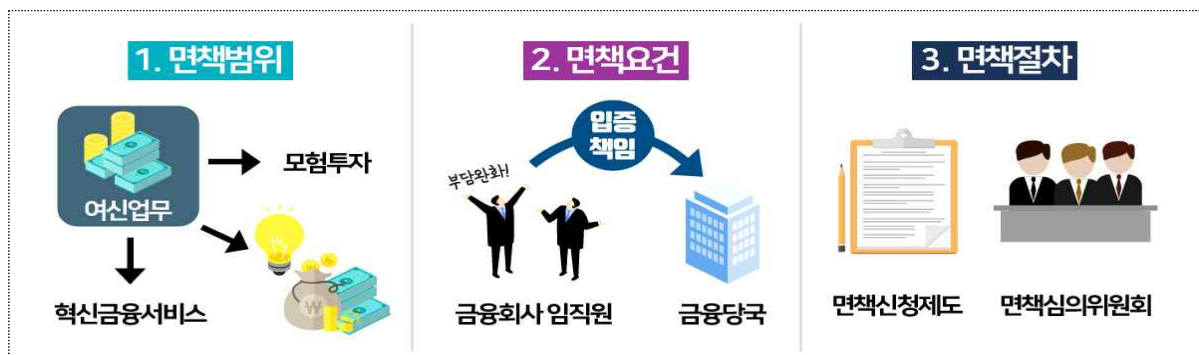 1. 면책범위
여신업무
모험투자
혁신금융서비스
2. 면책요건
입증
책임
부담완화!
금융회사 임직원
금융당국
3. 면책절차
면책신청제도
면책심의위원회